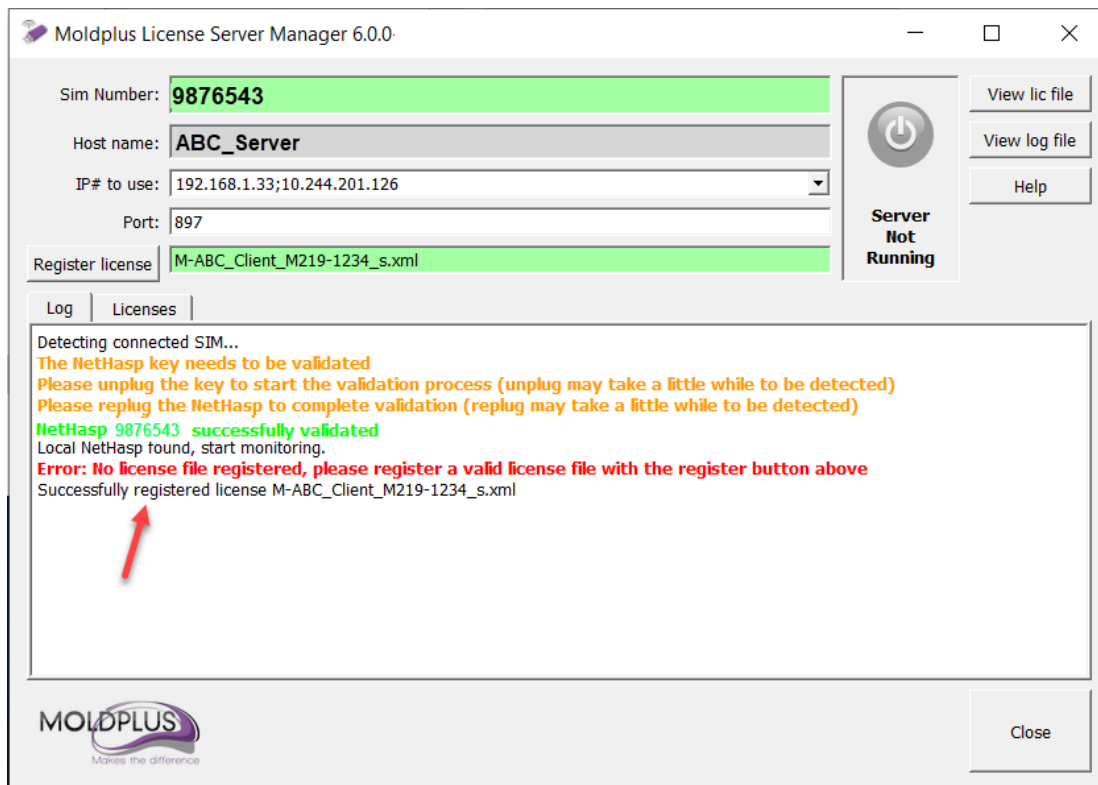 Moldplus License Server Manager 6.0.0
Sim Number: 9876543
View lic file
Host name: ABC_Server
View log file
IP# to use: 192.168.1.33;10.244.201.126
Help
Port: 897
Server
Not
Running
Register license M-ABC_Client_M219-1234_s.xml
Log Licenses
Detecting connected SIM...
The NetHasp key needs to be validated
Please unplug the key to start the validation process (unplug may take a little while to be detected)
Please replug the NetHasp to complete validation (replug may take a little while to be detected)
NetHasp 9876543 successfully validated
Local NetHasp found, start monitoring.
Error: No license file registered, please register a valid license file with the register button above
Successfully registered license M-ABC_Client_M219-1234_s.xml
MOLDPLUS
Makes the difference
Close